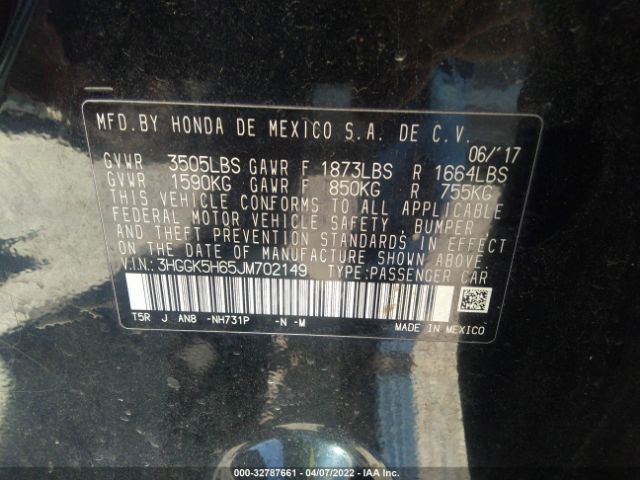 MFD.BY HONDA DE MEXICO S.A. DE C.V.
06/'17
GVWR 3505LBS GAWR F 1873LBS R 1664LBS
GVWR 1590KG GAWR F 850KG R 755KG
THIS VEHICLE CONFORMS TO ALL APPLICABLE
FEDERAL MOTOR VEHICLE SAFETY, BUMPER
AND THEFT PREVENTION STANDARDS IN EFFECT
ON THE DATE OF MANUFACTURE SHOWN ABOVE.
V.I.N.:3HGGK5H65JM702149 TYPE:PASSENGER CAR
T5R J ANB -NH731P -N -M
MADE IN MEXICO
000-32787661 - 04/07/2022 - IAA Inc.